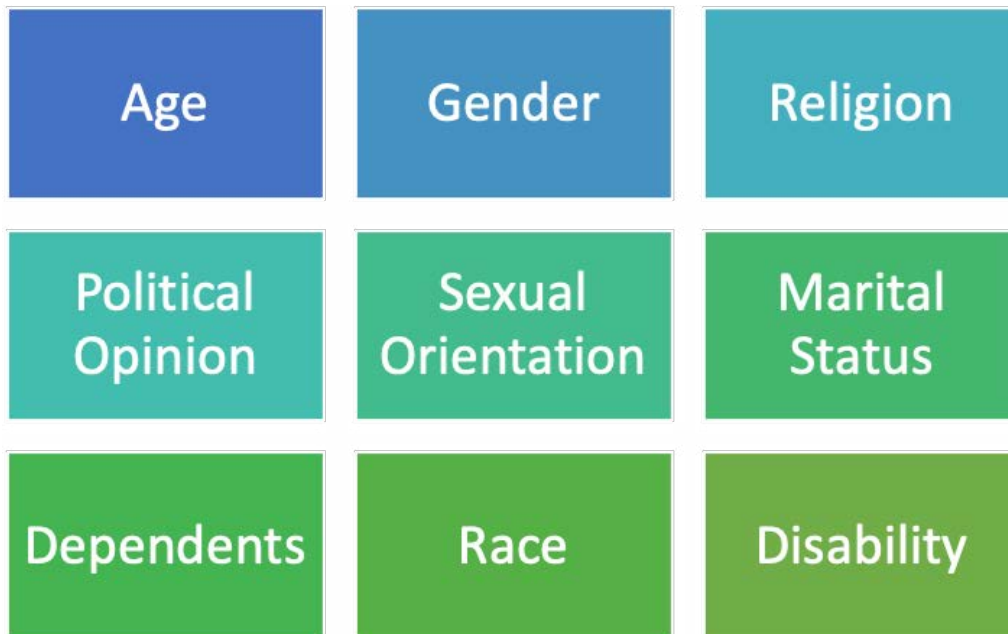 Age
Gender
Religion
Political
Opinion
Sexual
Orientation
Marital
Status
Dependents
Race
Disability